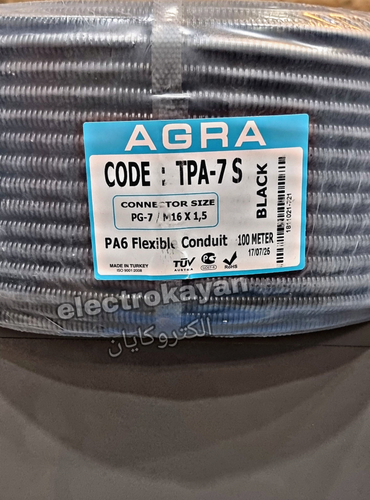 AGRA
CODE : TPA-7 S
CONNECTOR SIZE
PG-7 / M16 X 1,5
PA6 Flexible Conduit 100 METER
17/07/26
BLACK
MADE IN TURKEY
ISO 9001:2008
TÜV
AUSTRIA
RoHS
electrokayan
الکتروکایان